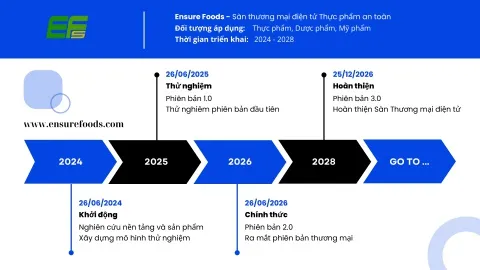 EFs
Ensure Foods – Sàn thương mại điện tử Thực phẩm an toàn
Đối tượng áp dụng: Thực phẩm, Dược phẩm, Mỹ phẩm
Thời gian triển khai: 2024 - 2028
www.ensurefoods.com
26/06/2025
Thử nghiệm
Phiên bản 1.0
Thử nghiêm phiên bản đầu tiên
25/12/2026
Hoàn thiện
Phiên bản 3.0
Hoàn thiện Sàn Thương mại điện tử
2024
2025
2026
2028
GO TO ...
26/06/2024
Khởi động
Nghiên cứu nền tảng và sản phẩm
Xây dựng mô hình thử nghiệm
26/06/2026
Chính thức
Phiên bản 2.0
Ra mắt phiên bản thương mại